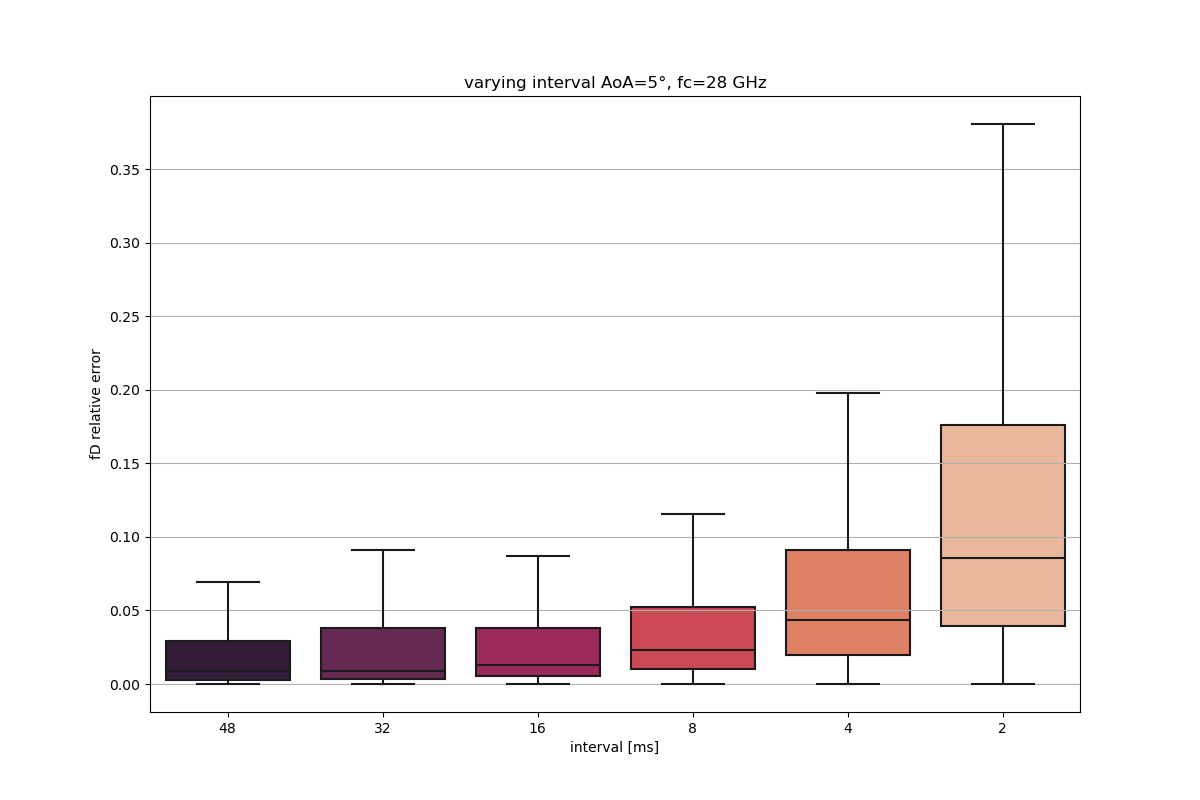 varying interval AoA=5°, fc=28 GHz
fD relative error
0.35
0.30
0.25
0.20
0.15
0.10
0.05
0.00
48 32 16 8 4 2
interval [ms]